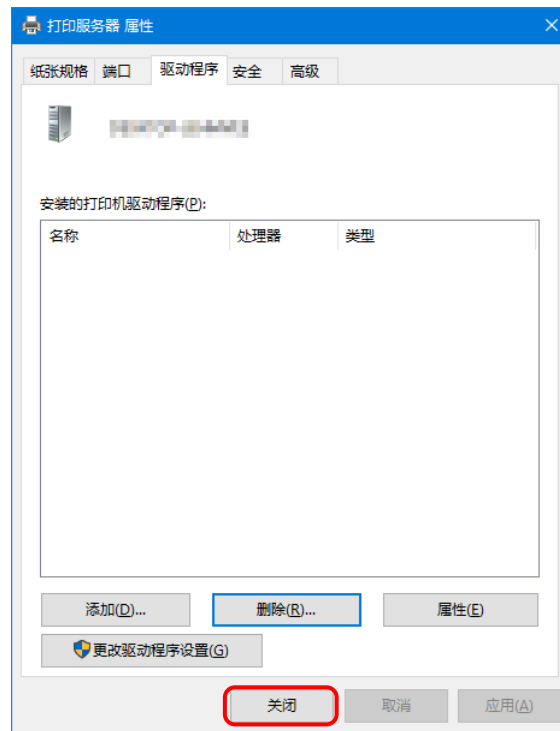 打印服务器 属性
纸张规格 端口 驱动程序 安全 高级
安装的打印机驱动程序(P):
名称 处理器 类型
添加(D)... 删除(R)... 属性(E)
更改驱动程序设置(G)
关闭 取消 应用(A)